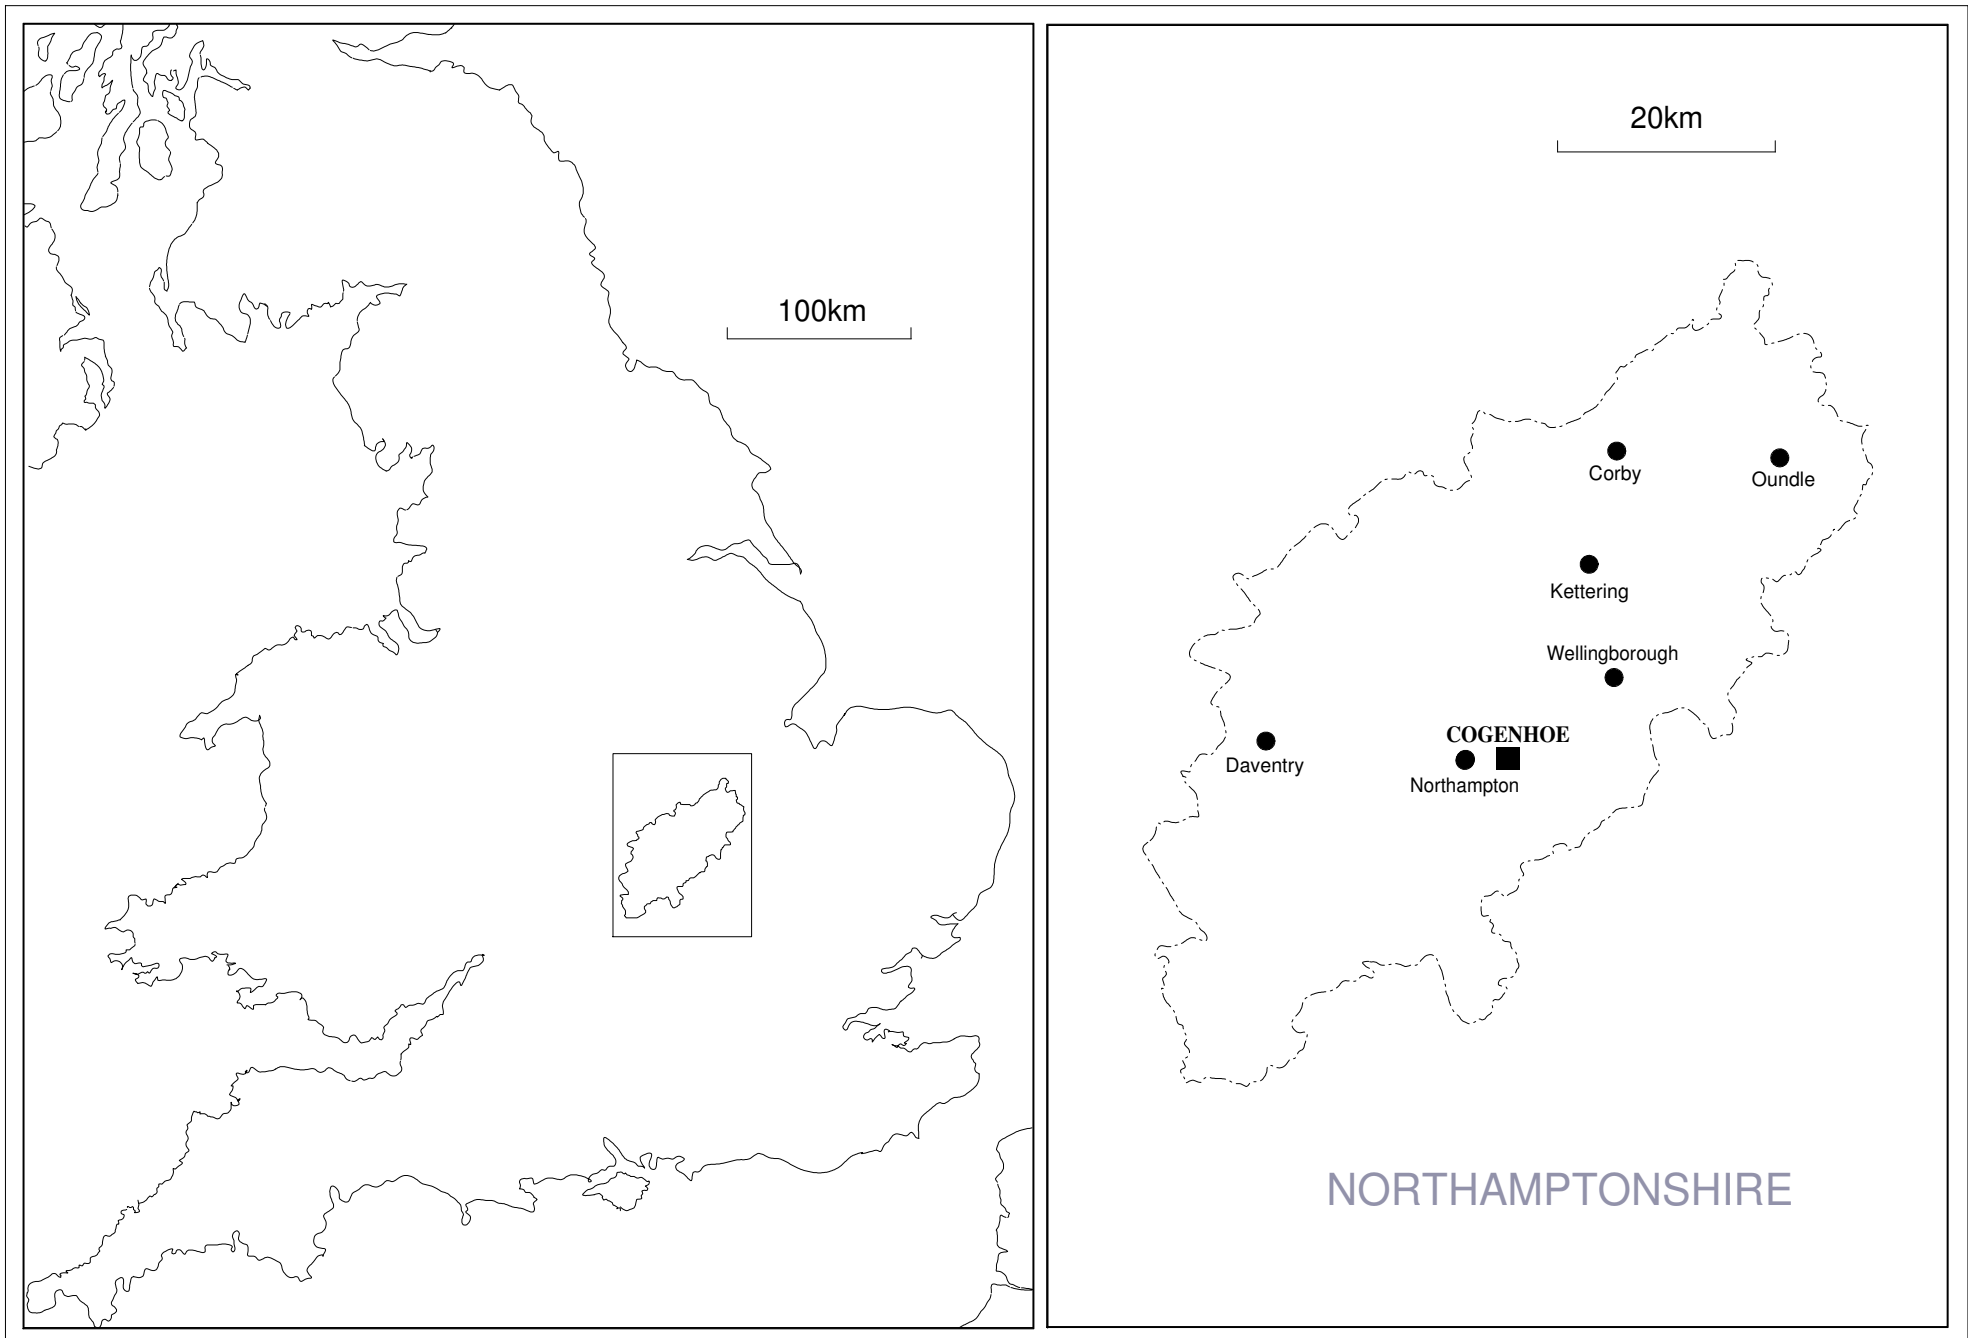 100km
20km
Corby
Oundle
Kettering
Wellingborough
COGENHOE
Daventry
Northampton
NORTHAMPTONSHIRE